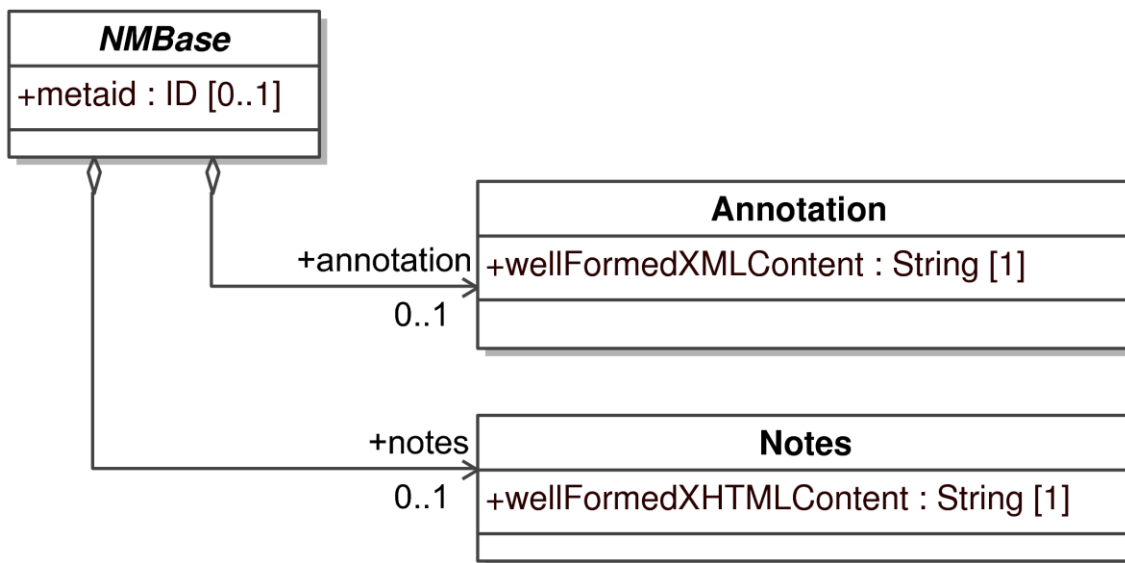 NMBase
+metaid : ID [0..1]
Annotation
+annotation
+wellFormedXMLContent : String [1]
0..1
Notes
+notes
+wellFormedXHTMLContent : String [1]
0..1